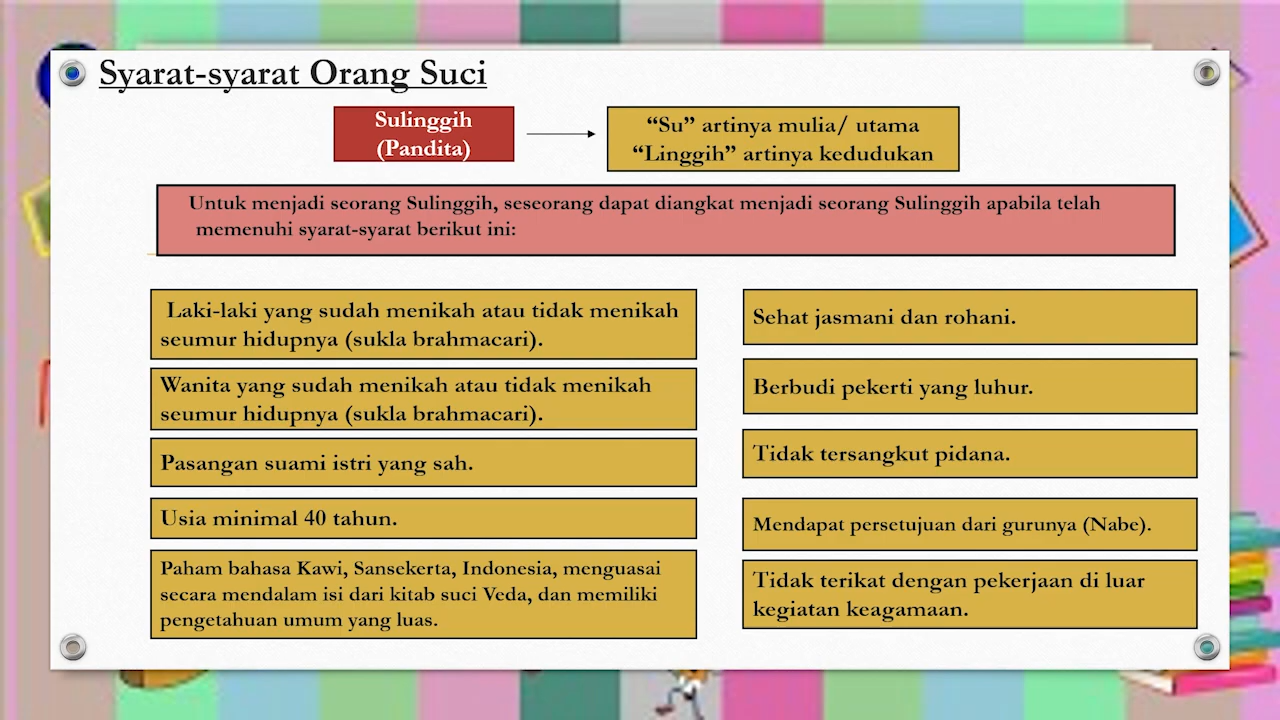 Syarat-syarat Orang Suci
Sulinggih
(Pandita)
“Su” artinya mulia/ utama
“Linggih” artinya kedudukan
Untuk menjadi seorang Sulinggih, seseorang dapat diangkat menjadi seorang Sulinggih apabila telah
memenuhi syarat-syarat berikut ini:
Laki-laki yang sudah menikah atau tidak menikah
seumur hidupnya (sukla brahmacari).
Wanita yang sudah menikah atau tidak menikah
seumur hidupnya (sukla brahmacari).
Pasangan suami istri yang sah.
Usia minimal 40 tahun.
Paham bahasa Kawi, Sansekerta, Indonesia, menguasai
secara mendalam isi dari kitab suci Veda, dan memiliki
pengetahuan umum yang luas.
Sehat jasmani dan rohani.
Berbudi pekerti yang luhur.
Tidak tersangkut pidana.
Mendapat persetujuan dari gurunya (Nabe).
Tidak terikat dengan pekerjaan di luar
kegiatan keagamaan.